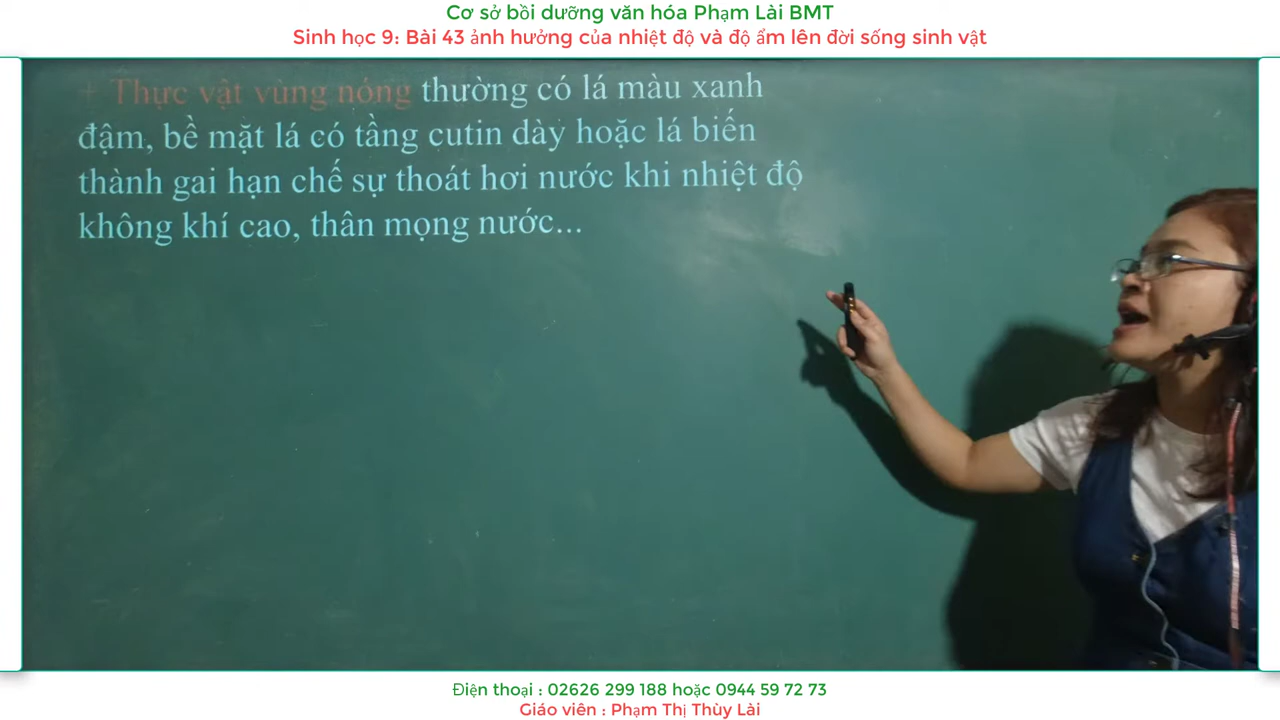 Cơ sở bồi dưỡng văn hóa Phạm Lài BMT
Sinh học 9: Bài 43 ảnh hưởng của nhiệt độ và độ ẩm lên đời sống sinh vật
+ Thực vật vùng nóng thường có lá màu xanh
đậm, bề mặt lá có tầng cutin dày hoặc lá biến
thành gai hạn chế sự thoát hơi nước khi nhiệt độ
không khí cao, thân mọng nước...
Điện thoại : 02626 299 188 hoặc 0944 59 72 73
Giáo viên : Phạm Thị Thùy Lài